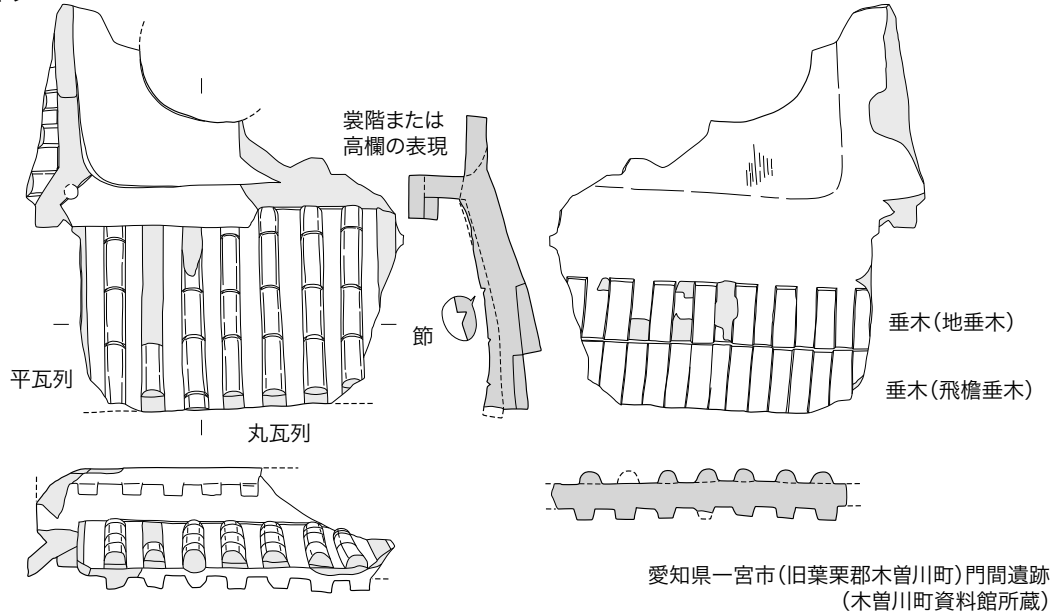 裳階または
高欄の表現
節
平瓦列
丸瓦列
垂木（地垂木）
垂木（飛檐垂木）
愛知県一宮市（旧葉栗郡木曽川町）門間遺跡
（木曽川町資料館所蔵）